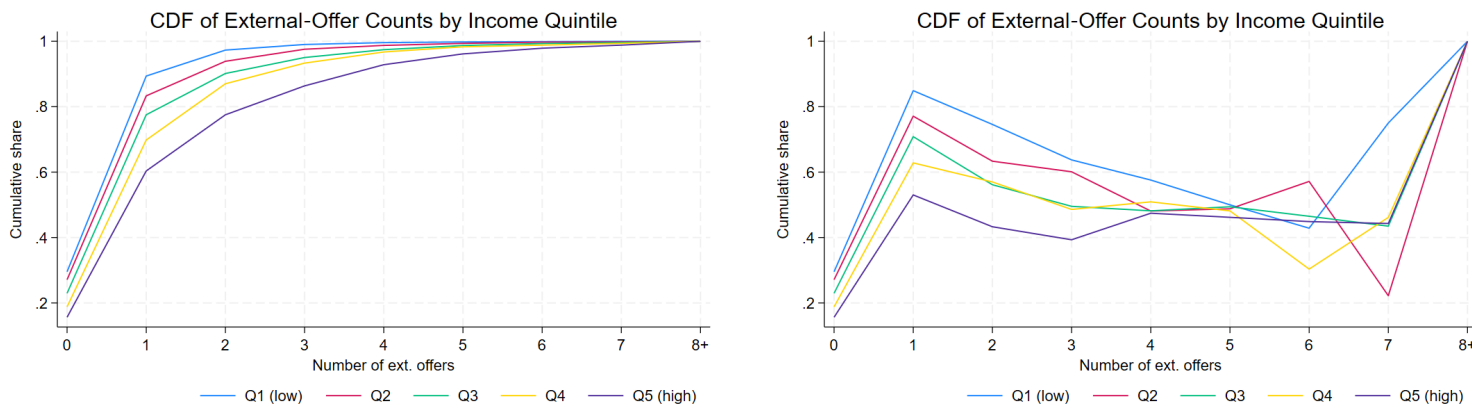 CDF of External-Offer Counts by Income Quintile
1
.8
.6
.4
.2
Cumulative share
0 1 2 3 4 5 6 7 8+
Number of ext. offers
Q1 (low) Q2 Q3 Q4 Q5 (high)
CDF of External-Offer Counts by Income Quintile
1
.8
.6
.4
.2
Cumulative share
0 1 2 3 4 5 6 7 8+
Number of ext. offers
Q1 (low) Q2 Q3 Q4 Q5 (high)